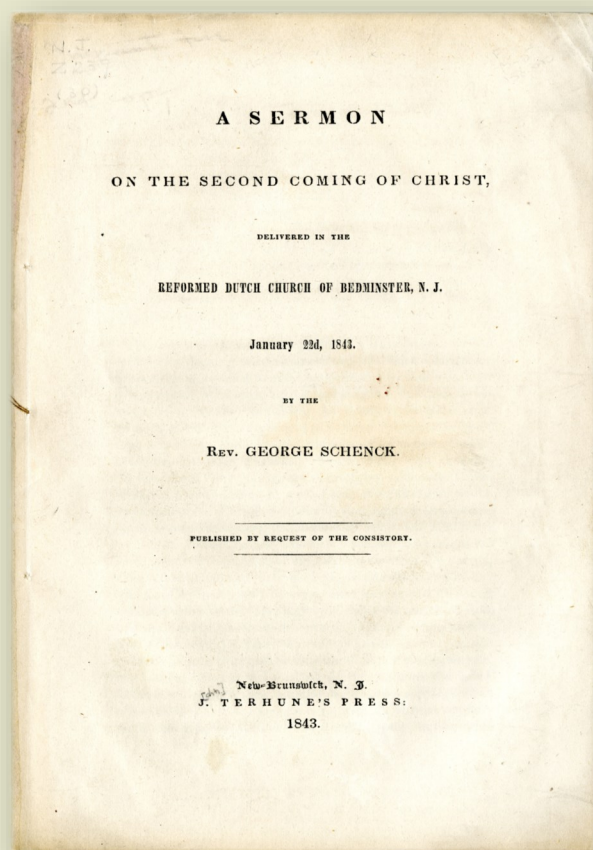 A SERMON
ON THE SECOND COMING OF CHRIST,
DELIVERED IN THE
REFORMED DUTCH CHURCH OF BEDMINSTER, N. J.
January 22d, 1843.
BY THE
REV. GEORGE SCHENCK.
PUBLISHED BY REQUEST OF THE CONSISTORY.
New-Brunswick, N. J.
J. TERHUNE'S PRESS:
1843.